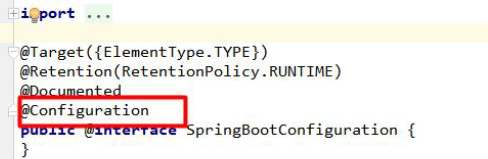 import ...
@Target({ElementType.TYPE})
@Retention(RetentionPolicy.RUNTIME)
@Documented
@Configuration
public @interface SpringBootConfiguration {
}